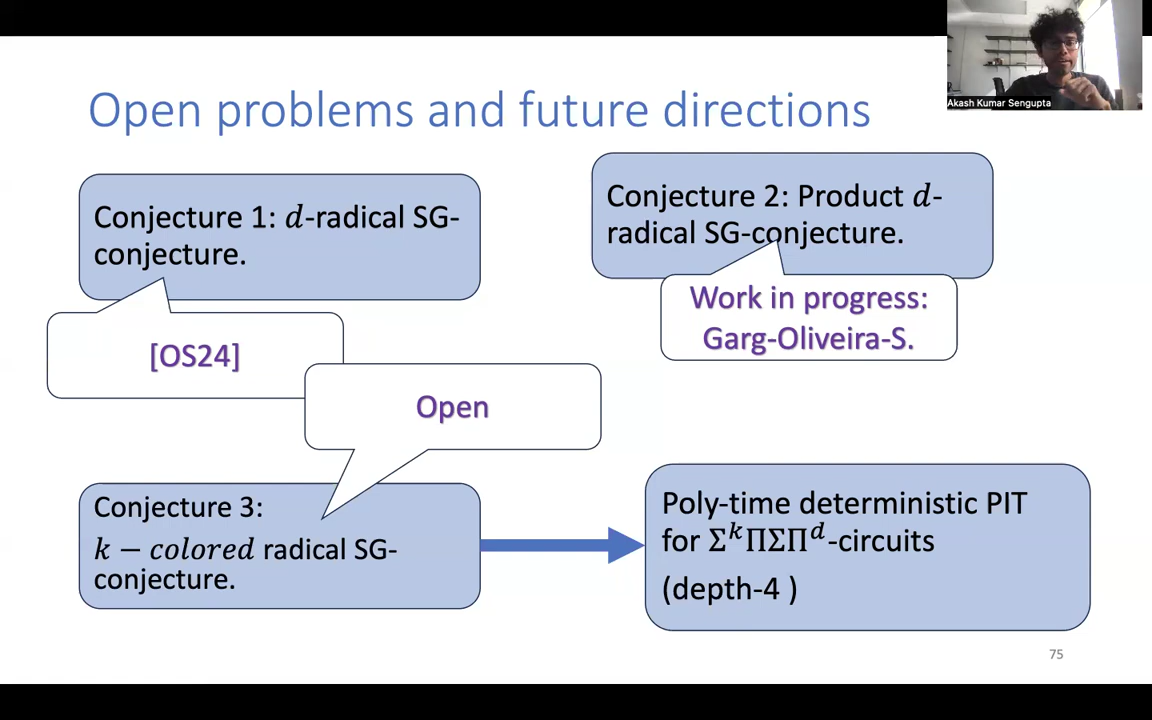 Akash Kumar Sengupta
Open problems and future directions
Conjecture 1: d-radical SG-
conjecture.
Conjecture 2: Product d-
radical SG-conjecture.
[OS24]
Work in progress:
Garg-Oliveira-S.
Open
Conjecture 3:
k − colored radical SG-
conjecture.
Poly-time deterministic PIT
for Σ^kΠΣΠ^d-circuits
(depth-4 )
75